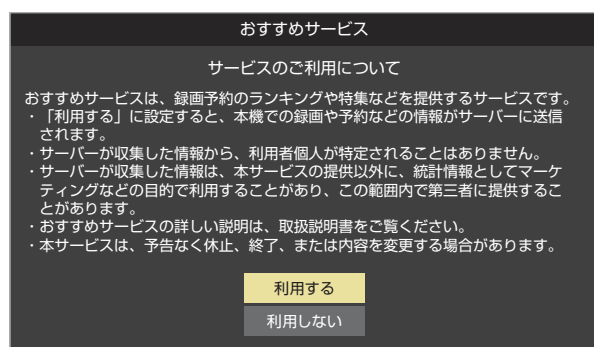 おすすめサービス
サービスのご利用について
おすすめサービスは、録画予約のランキングや特集などを提供するサービスです。
・「利用する」に設定すると、本機での録画や予約などの情報がサーバーに送信
されます。
・サーバーが収集した情報から、利用者個人が特定されることはありません。
・サーバーが収集した情報は、本サービスの提供以外に、統計情報としてマーケ
ティングなどの目的で利用することがあり、この範囲内で第三者に提供するこ
とがあります。
・おすすめサービスの詳しい説明は、取扱説明書をご覧ください。
・本サービスは、予告なく休止、終了、または内容を変更する場合があります。
利用する
利用しない